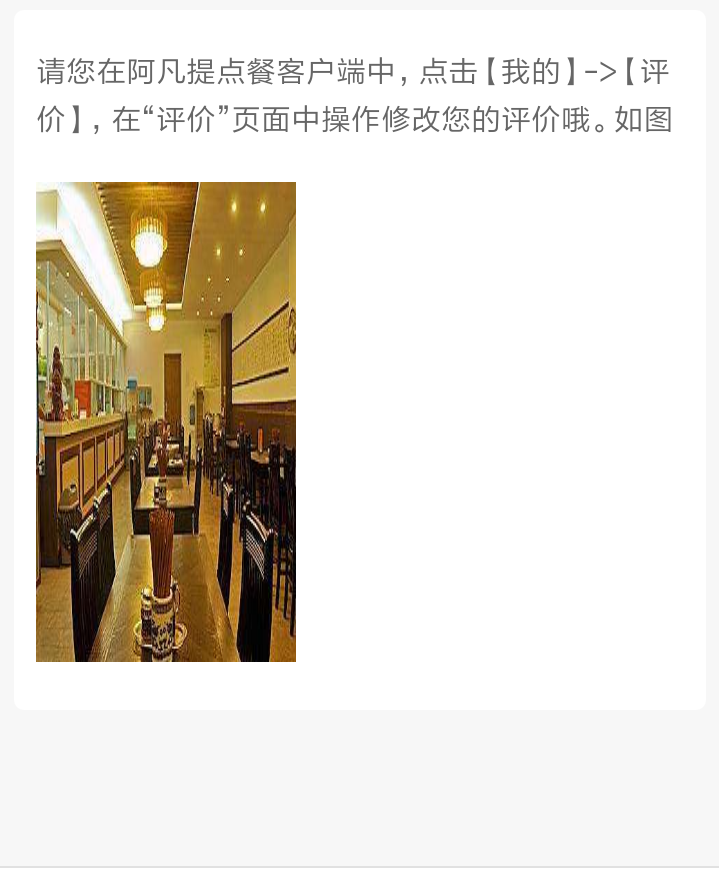 请您在阿凡提点餐客户端中，点击【我的】->【评
价】，在“评价”页面中操作修改您的评价哦。如图